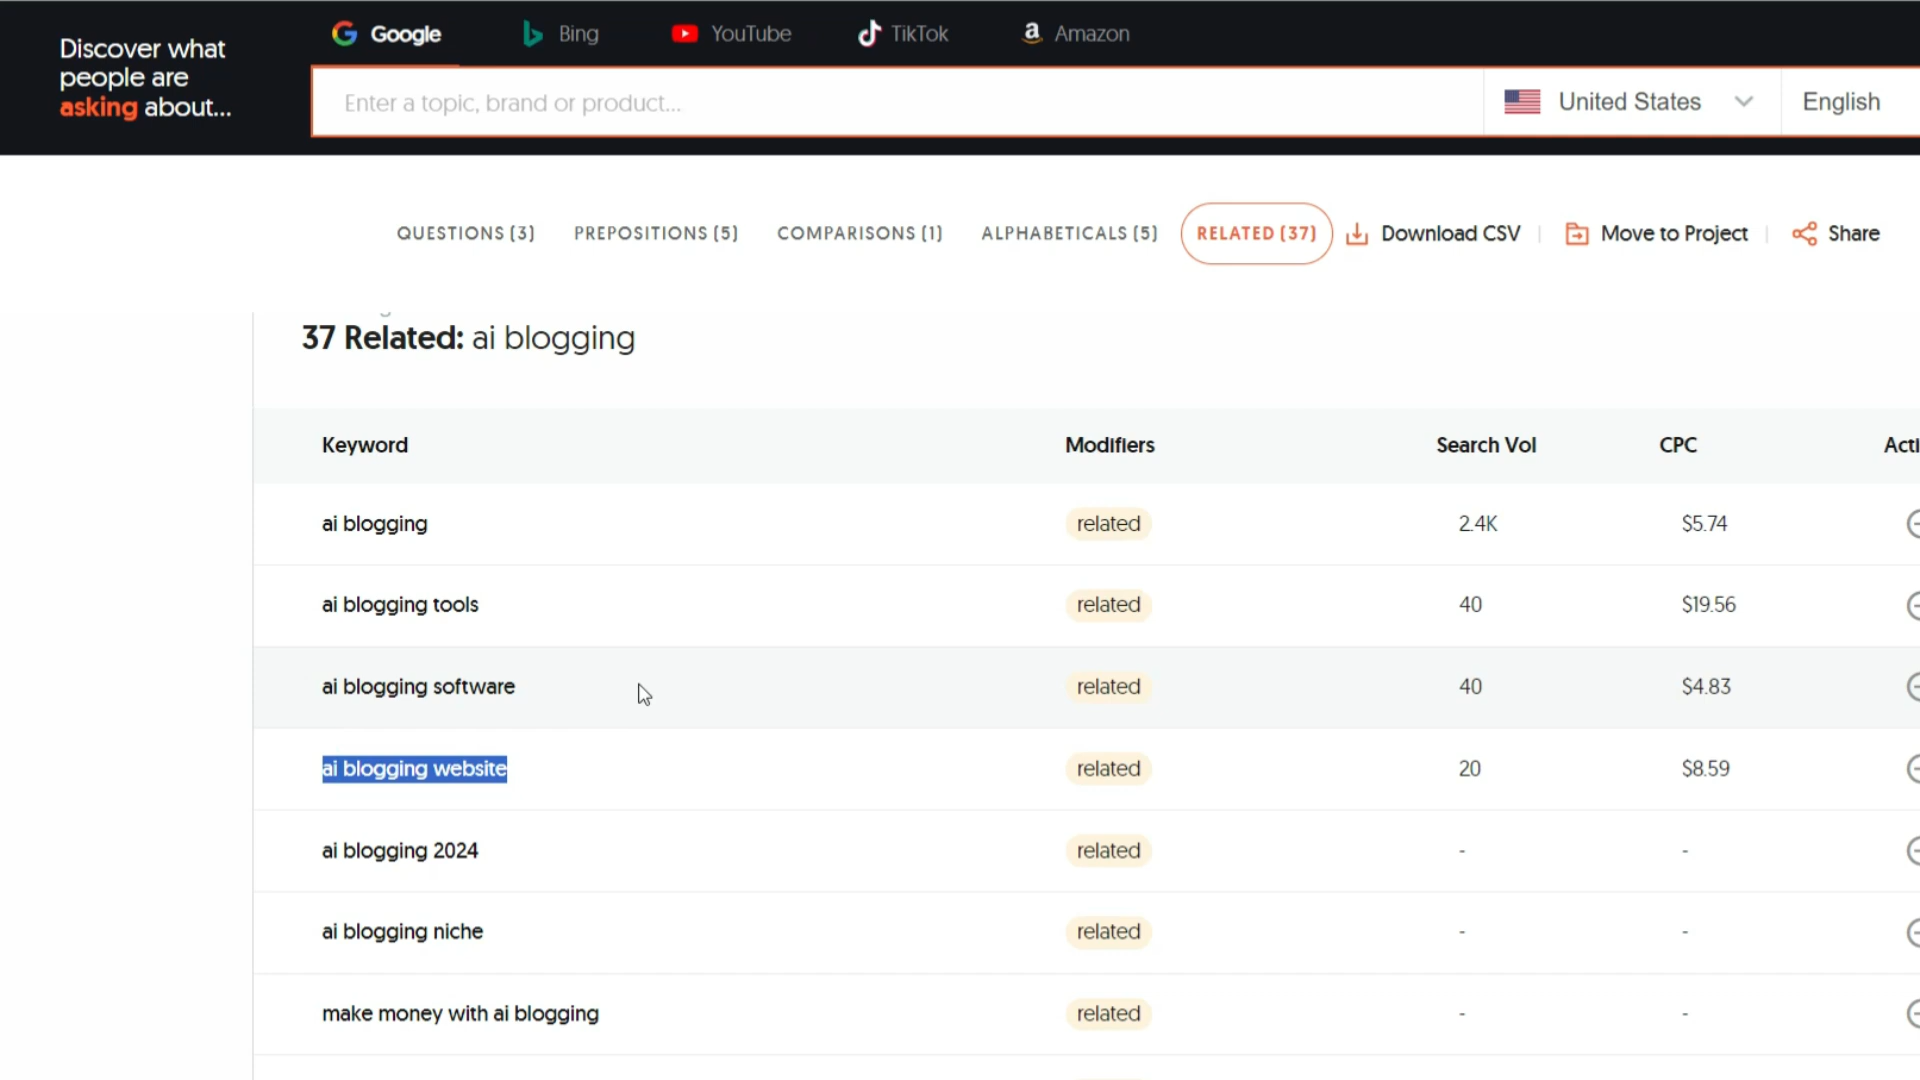 Discover what
people are
asking about...
Google
Bing
YouTube
TikTok
Amazon
Enter a topic, brand or product...
United States
English
QUESTIONS (3)
PREPOSITIONS (5)
COMPARISONS (1)
ALPHABETICALS (5)
RELATED (37)
Download CSV
Move to Project
Share
37 Related: ai blogging
Keyword Modifiers Search Vol CPC Acti
ai blogging related 2.4K $5.74
ai blogging tools related 40 $19.56
ai blogging software related 40 $4.83
ai blogging website related 20 $8.59
ai blogging 2024 related - -
ai blogging niche related - -
make money with ai blogging related - -